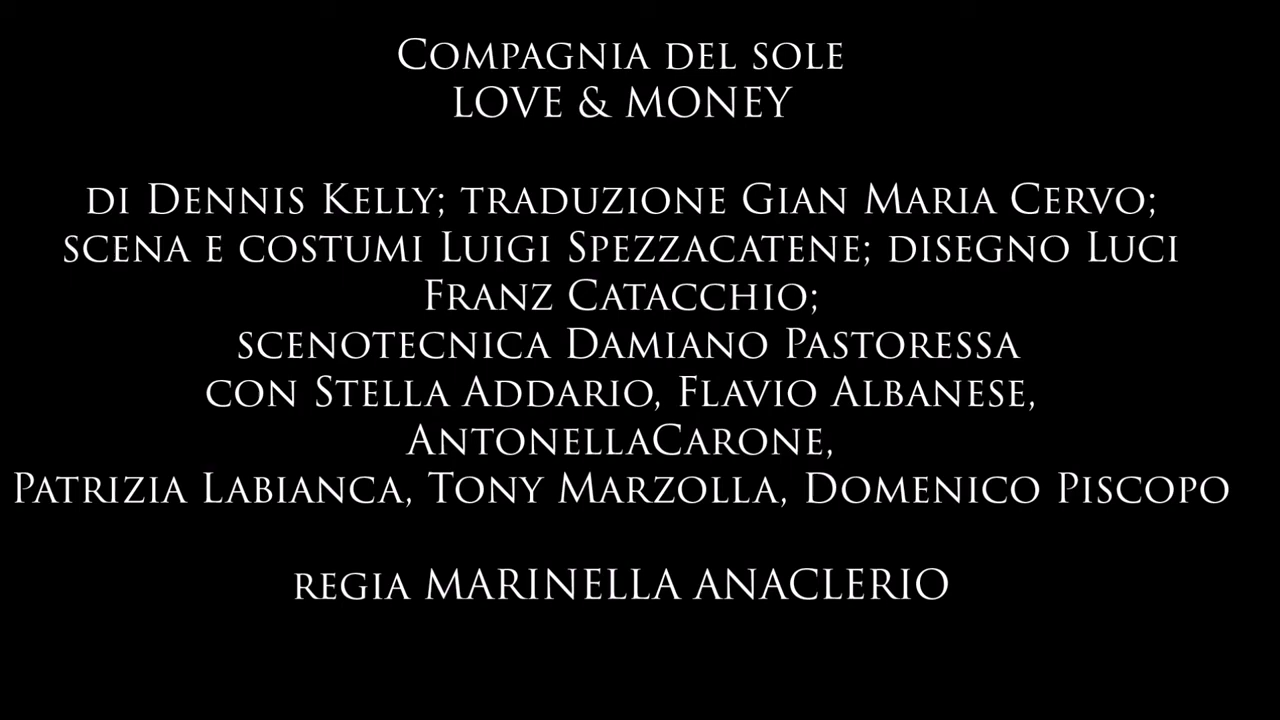 Compagnia del sole
LOVE & MONEY
di Dennis Kelly; traduzione Gian Maria Cervo;
scena e costumi Luigi Spezzacatene; disegno Luci
Franz Catacchio;
scenotecnica Damiano Pastoressa
con Stella Addario, Flavio Albanese,
AntonellaCarone,
Patrizia Labianca, Tony Marzolla, Domenico Piscopo
regia MARINELLA ANACLERIO